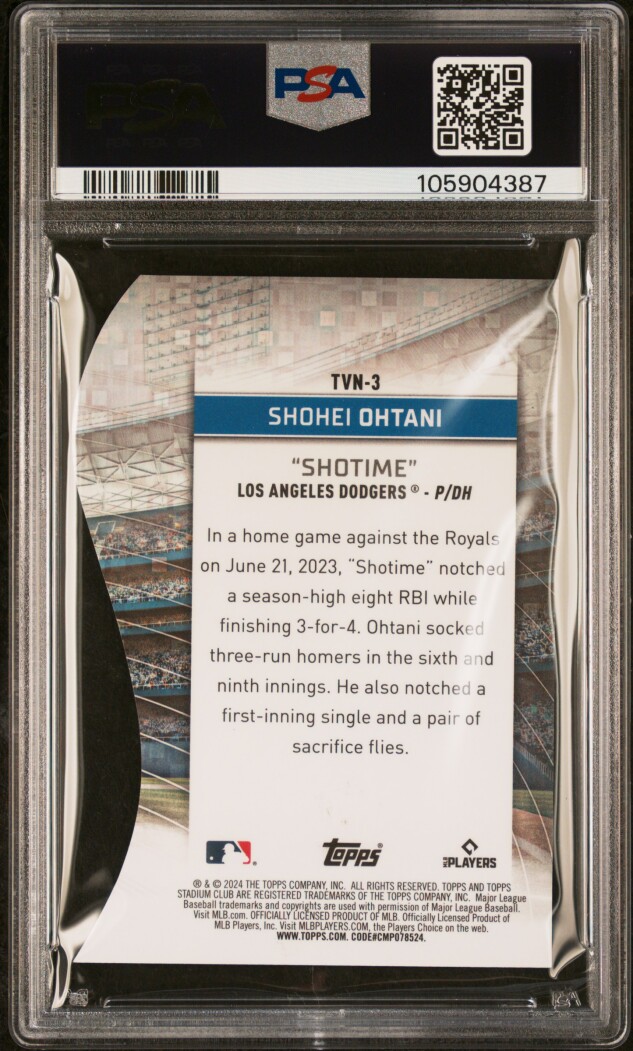 PSA
105904387
TVN-3
SHOHEI OHTANI
"SHOTIME"
LOS ANGELES DODGERS® - P/DH
In a home game against the Royals
on June 21, 2023, "Shotime" notched
a season-high eight RBI while
finishing 3-for-4. Ohtani socked
three-run homers in the sixth and
ninth innings. He also notched a
first-inning single and a pair of
sacrifice flies.
Topps®
MLB PLAYERS
® & © 2024 THE TOPPS COMPANY, INC. ALL RIGHTS RESERVED. TOPPS AND TOPPS
STADIUM CLUB ARE REGISTERED TRADEMARKS OF THE TOPPS COMPANY, INC. Major League
Baseball trademarks and copyrights are used with permission of Major League Baseball.
Visit MLB.com. OFFICIALLY LICENSED PRODUCT OF MLB. Officially Licensed Product of
MLB Players, Inc. Visit MLBPLAYERS.COM, the Players Choice on the web.
WWW.TOPPS.COM. CODE#CMP078524.